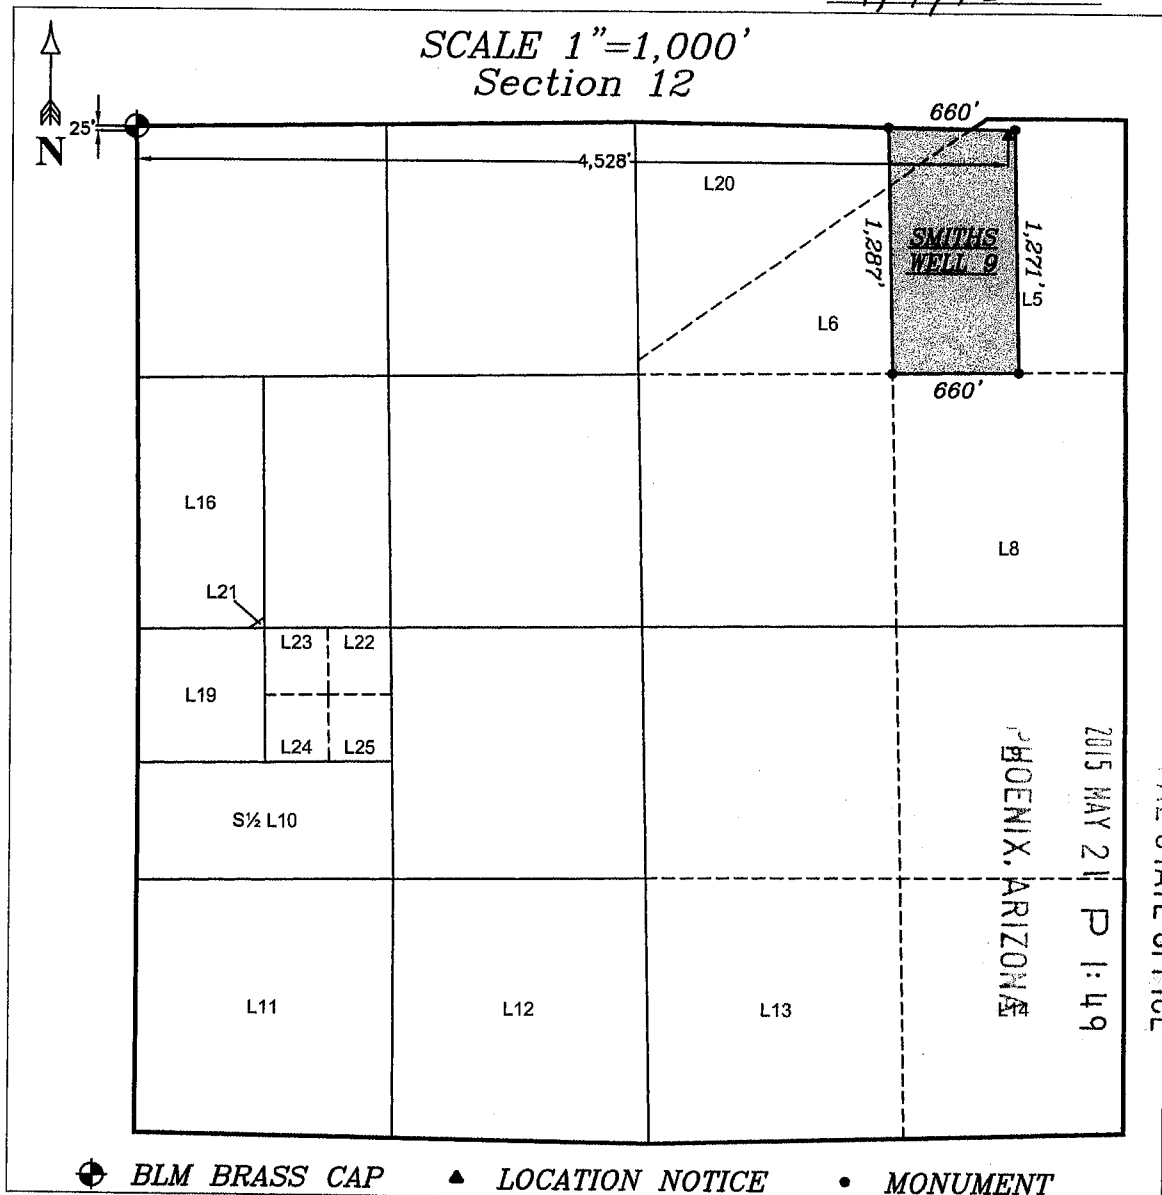 SCALE 1"=1,000'
Section 12
25'
N
660'
4,528'
L20
SMITHS
WELL 9
1,287'
1,271'
L5
L6
660'
L16
L8
L21
L23
L22
L19
L24
L25
S½ L10
PHOENIX, ARIZONA
2015 MAY 21 P 1:49
L11
L12
L13
L14
BLM BRASS CAP
LOCATION NOTICE
MONUMENT